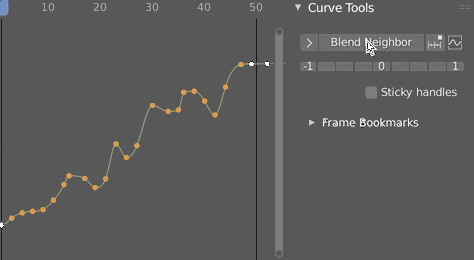 10 20 30 40 50
▼ Curve Tools
> Blend Neighbor
-1 0 1
Sticky handles
▶ Frame Bookmarks